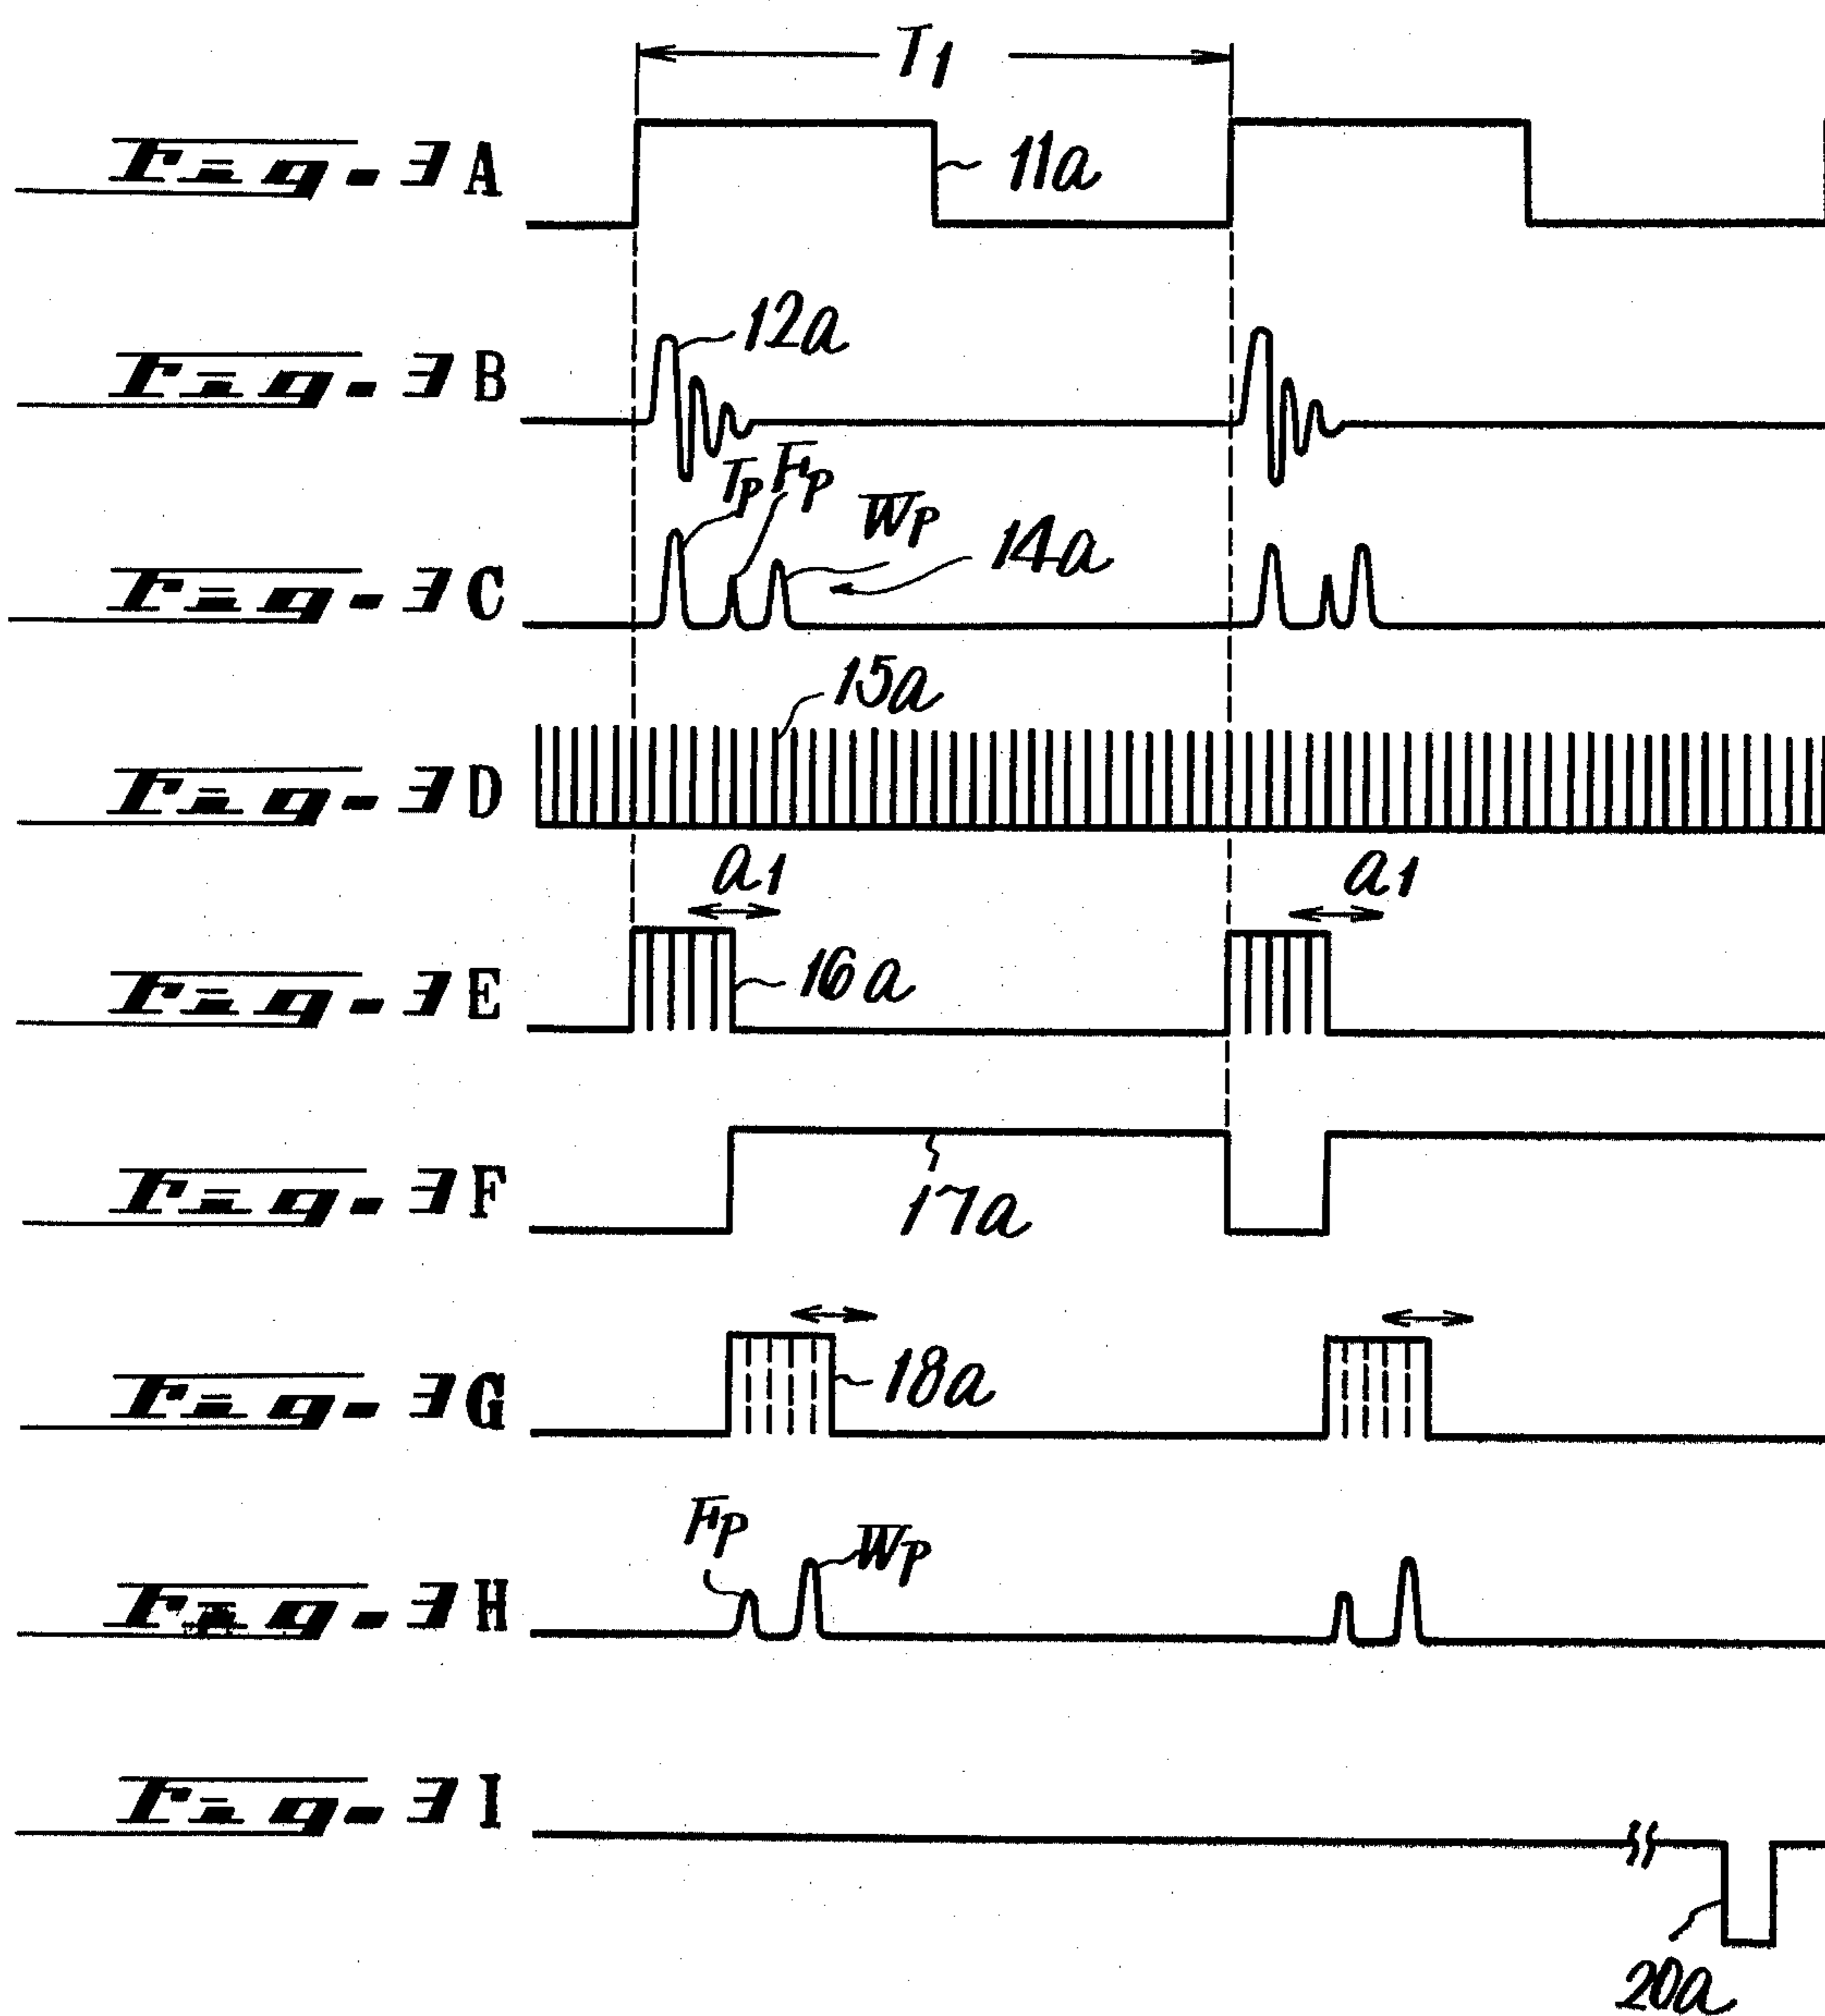 T1
Fig. 3A
11a
Fig. 3B
12a
Tp Fp
Wp
Fig. 3C
14a
15a
Fig. 3D
a1 a1
Fig. 3E
16a
Fig. 3F
17a
Fig. 3G
18a
Fp Wp
Fig. 3H
Fig. 3I
20a